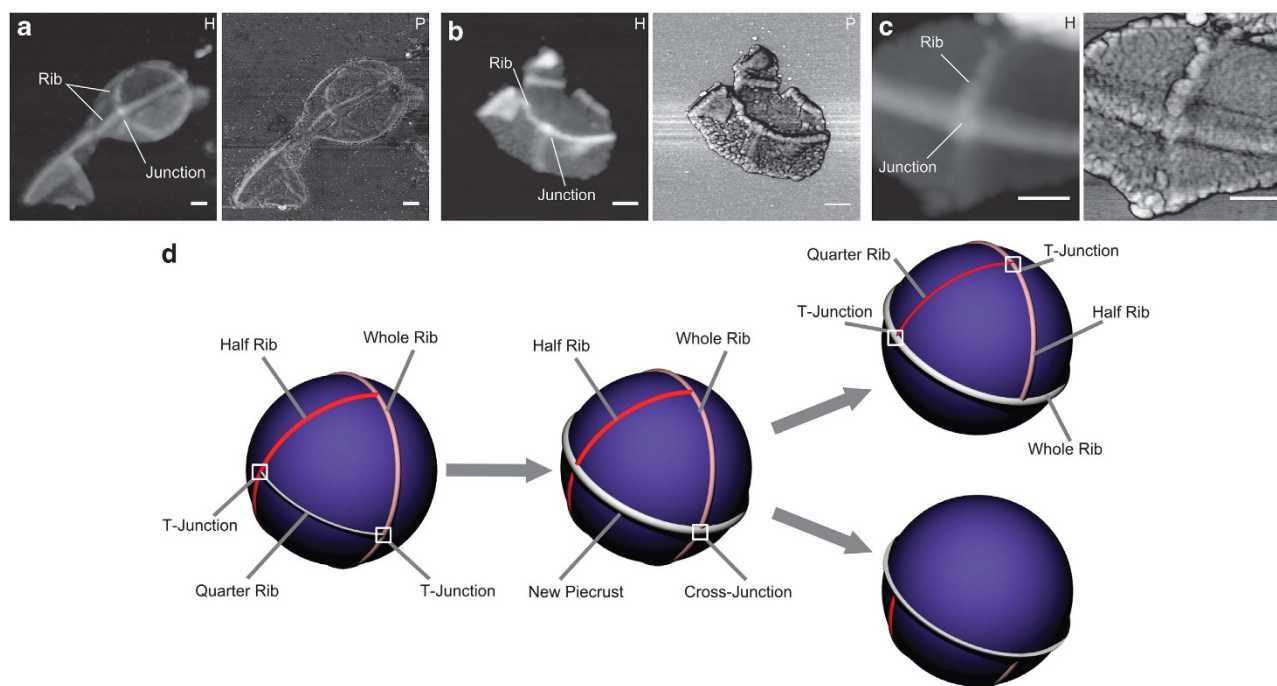 a
H
Rib
Junction
P
b
H
Rib
Junction
P
c
H
Rib
Junction
d
Half Rib
Whole Rib
T-Junction
Quarter Rib
T-Junction
Half Rib
Whole Rib
New Piecrust
Cross-Junction
Quarter Rib
T-Junction
T-Junction
Half Rib
Whole Rib